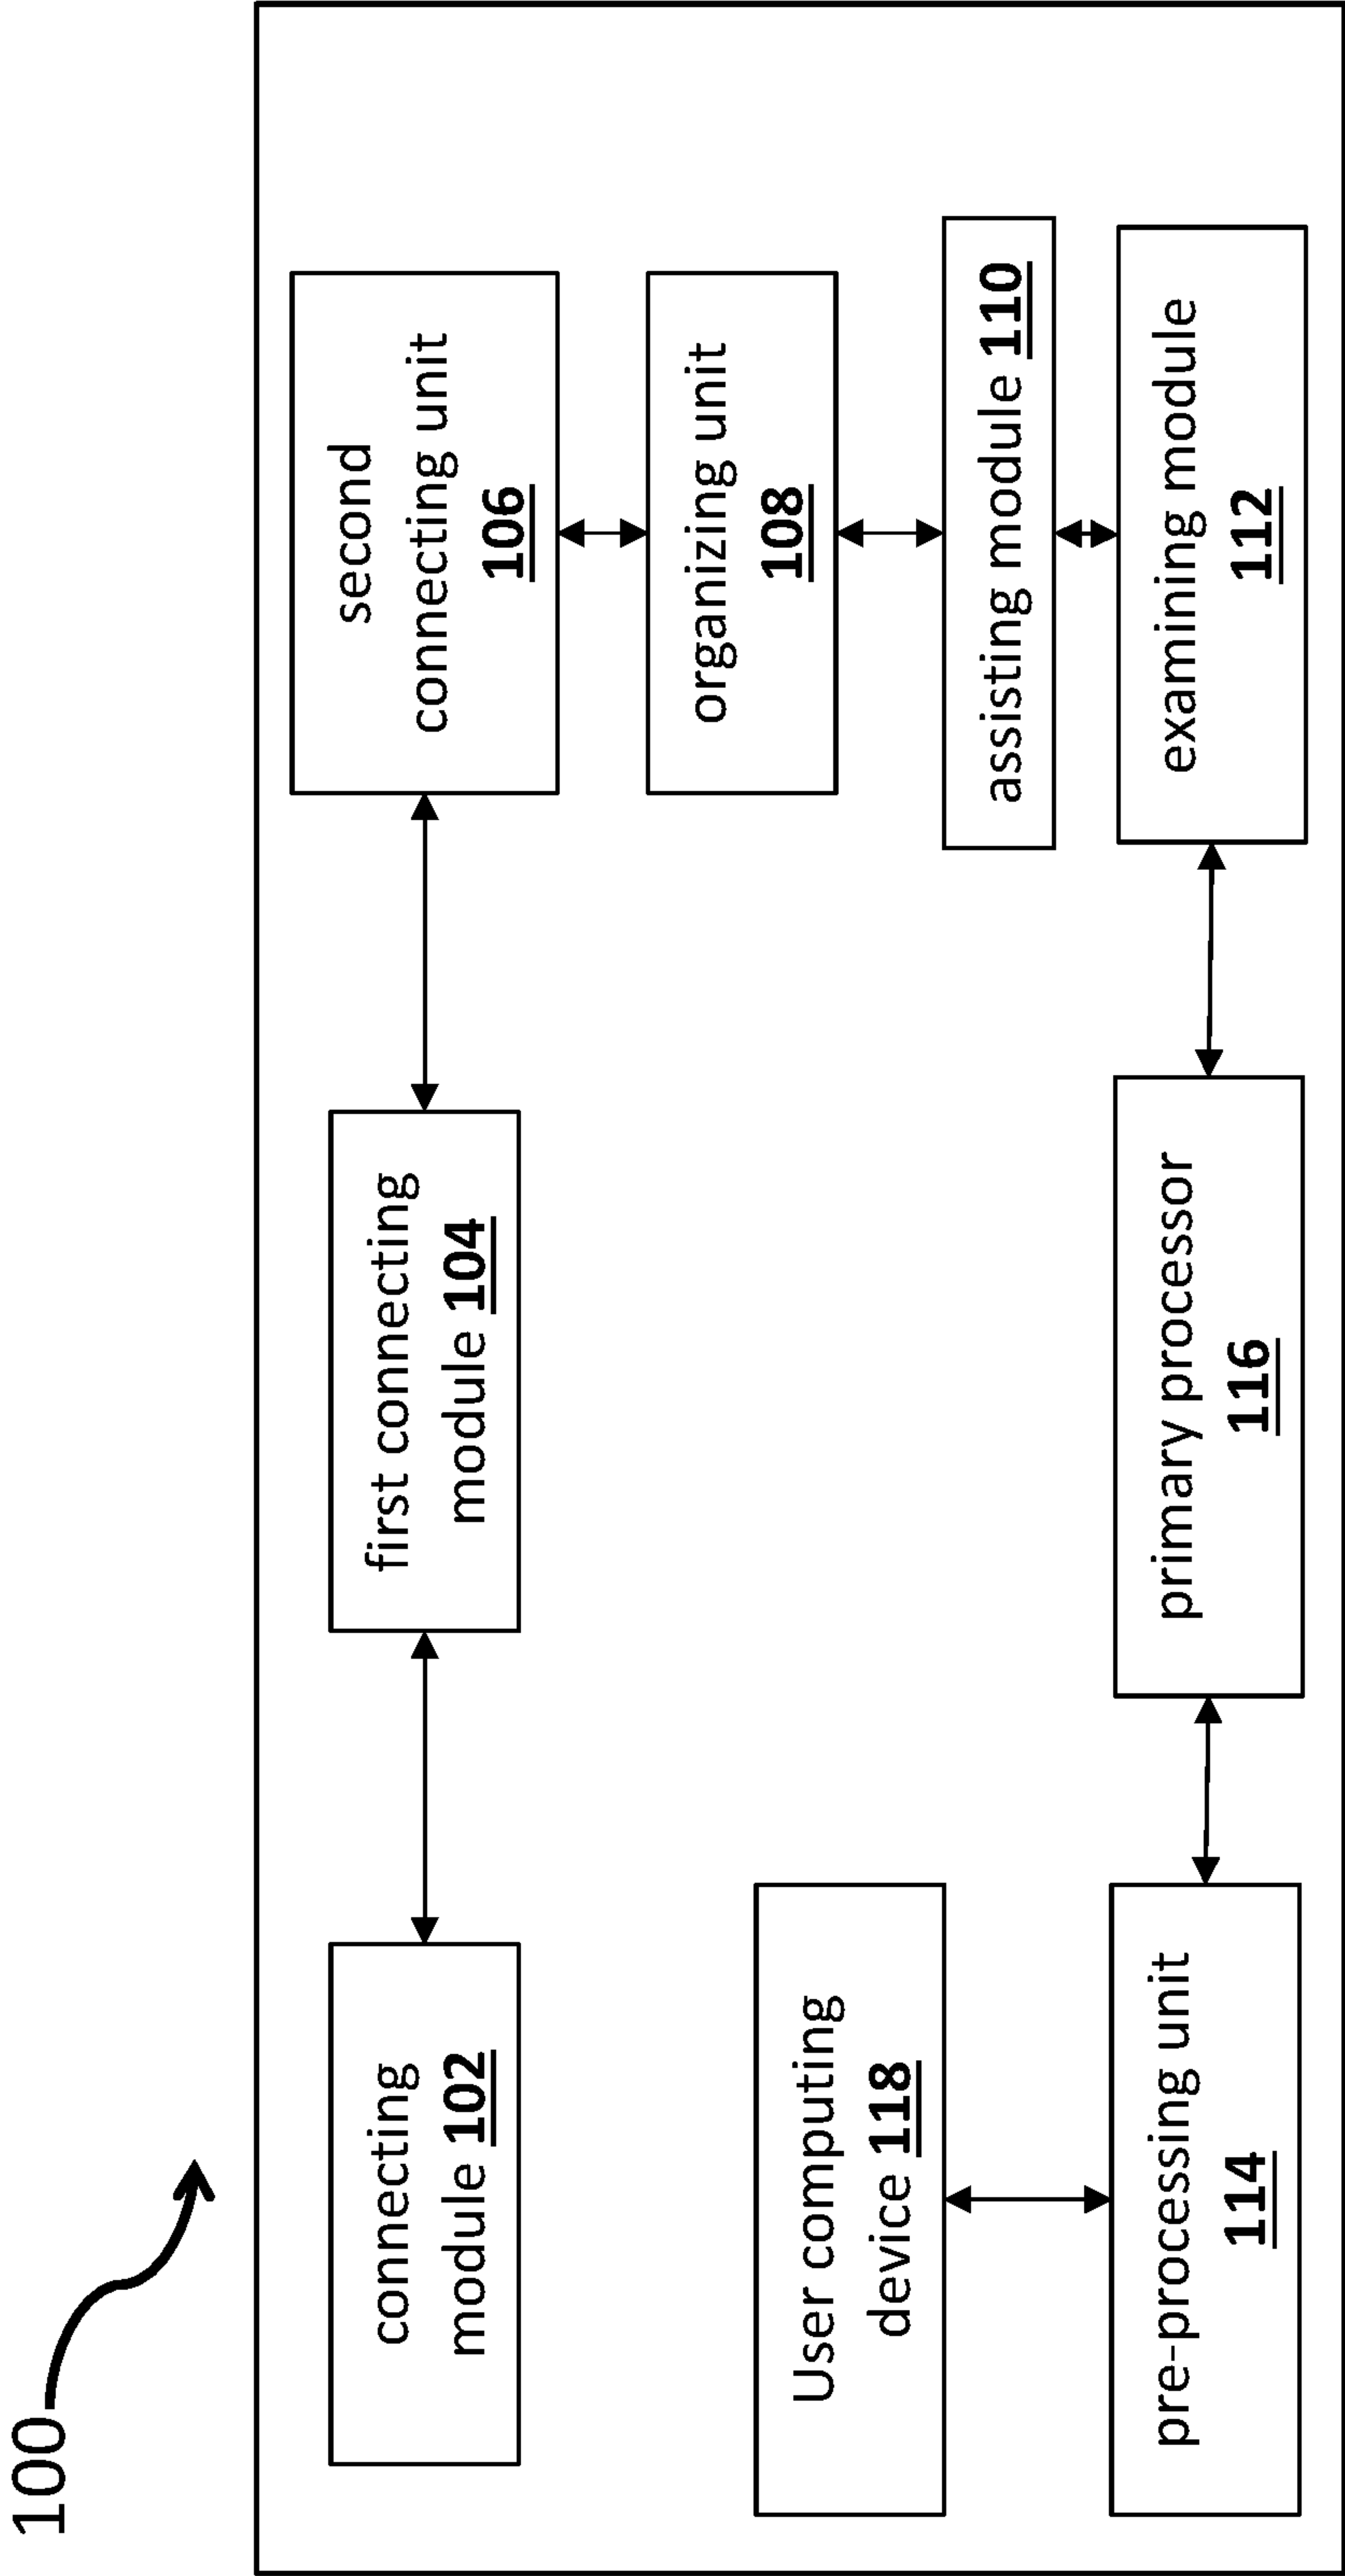 100
connecting
module 102
first connecting
module 104
second
connecting unit
106
organizing unit
108
assisting module 110
examining module
112
primary processor
116
pre-processing unit
114
User computing
device 118